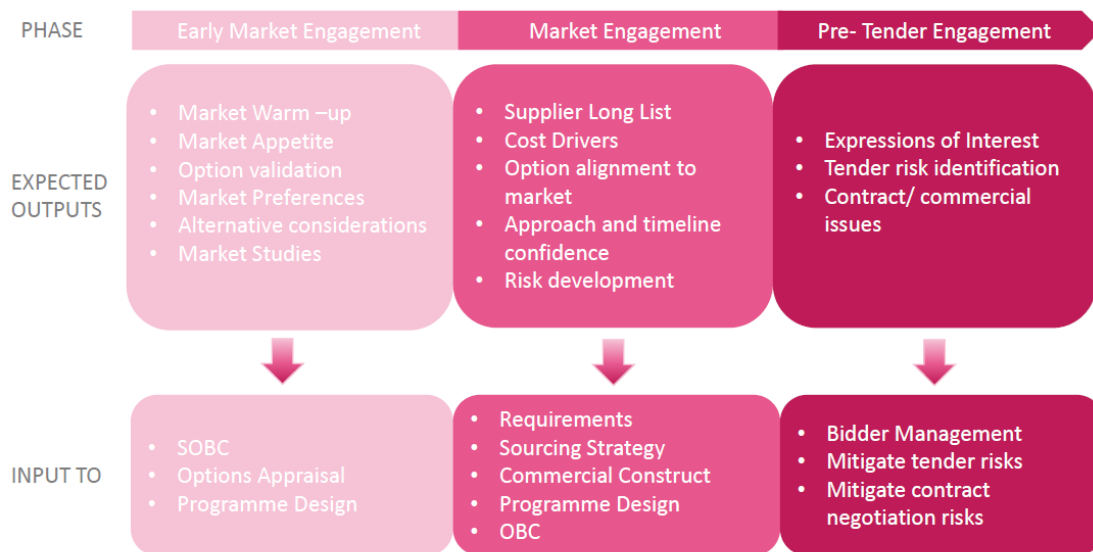 PHASE
Early Market Engagement
Market Engagement
Pre- Tender Engagement
EXPECTED
OUTPUTS
• Market Warm –up
• Market Appetite
• Option validation
• Market Preferences
• Alternative considerations
• Market Studies
• Supplier Long List
• Cost Drivers
• Option alignment to
market
• Approach and timeline
confidence
• Risk development
• Expressions of Interest
• Tender risk identification
• Contract/ commercial
issues
INPUT TO
• SOBC
• Options Appraisal
• Programme Design
• Requirements
• Sourcing Strategy
• Commercial Construct
• Programme Design
• OBC
• Bidder Management
• Mitigate tender risks
• Mitigate contract
negotiation risks